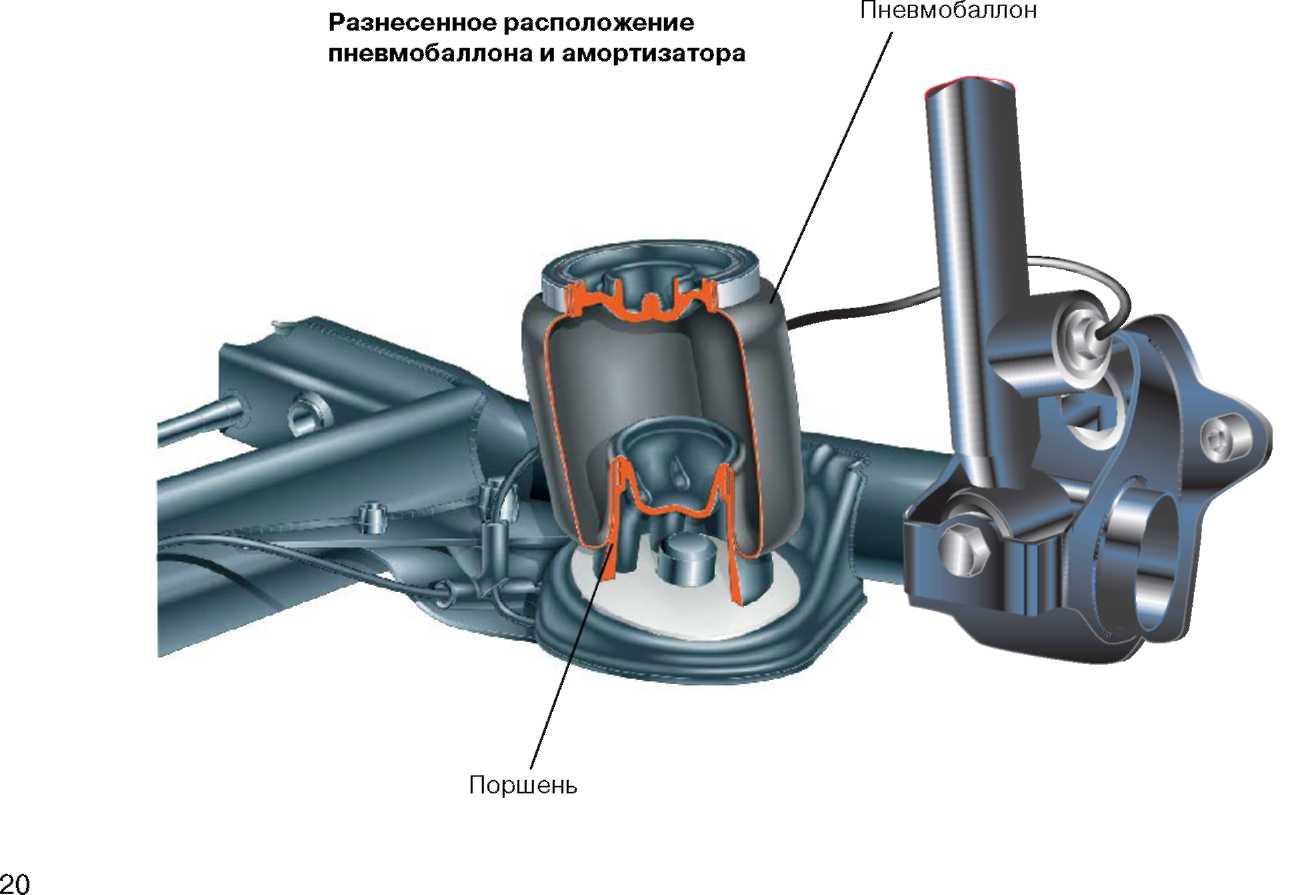 Разнесенное расположение
пневмобаллона и амортизатора
Пневмобаллон
Поршень
20